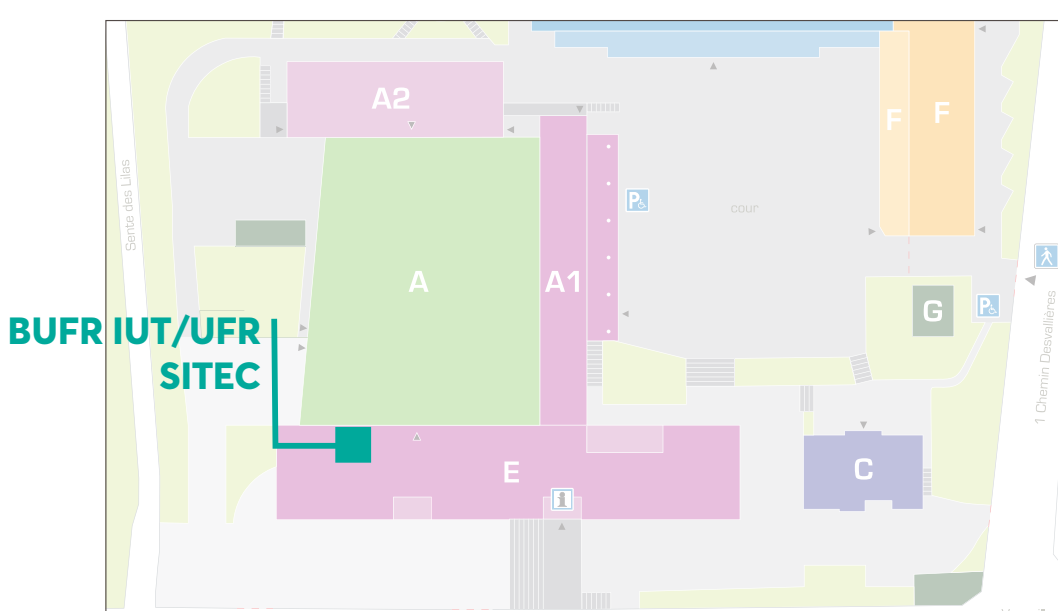 A2
F
F
Sente des Lilas
P
cour
A
A1
G
P
BUFR IUT/UFR
SITEC
1 Chemin Desvallières
E
C
i